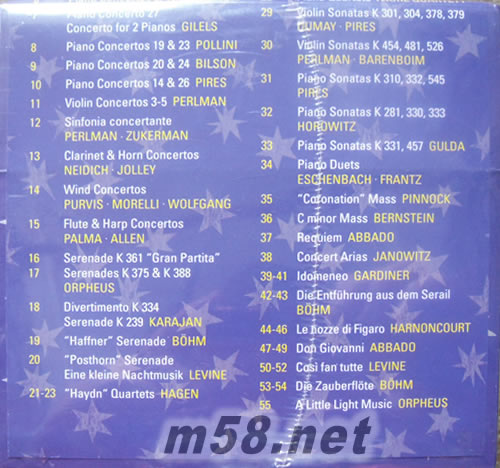 Piano Concerto 27
Concerto for 2 Pianos GILELS
8 Piano Concertos 19 & 23 POLLINI
9 Piano Concertos 20 & 24 BILSON
10 Piano Concertos 14 & 26 PIRES
11 Violin Concertos 3-5 PERLMAN
12 Sinfonia concertante
PERLMAN · ZUKERMAN
13 Clarinet & Horn Concertos
NEIDICH · JOLLEY
14 Wind Concertos
PURVIS · MORELLI · WOLFGANG
15 Flute & Harp Concertos
PALMA · ALLEN
16 Serenade K 361 "Gran Partita"
17 Serenades K 375 & K 388
ORPHEUS
18 Divertimento K 334
Serenade K 239 KARAJAN
19 "Haffner" Serenade BÖHM
20 "Posthorn" Serenade
Eine kleine Nachtmusik LEVINE
21-23 "Haydn" Quartets HAGEN
29 Violin Sonatas K 301, 304, 378, 379
DUMAY · PIRES
30 Violin Sonatas K 454, 481, 526
PERLMAN · BARENBOIM
31 Piano Sonatas K 310, 332, 545
PIRES
32 Piano Sonatas K 281, 330, 333
HOROWITZ
33 Piano Sonatas K 331, 457 GULDA
34 Piano Duets
ESCHENBACH · FRANTZ
35 "Coronation" Mass PINNOCK
36 C minor Mass BERNSTEIN
37 Requiem ABBADO
38 Concert Arias JANOWITZ
39-41 Idomeneo GARDINER
42-43 Die Entführung aus dem Serail
BÖHM
44-46 Le nozze di Figaro HARNONCOURT
47-49 Don Giovanni ABBADO
50-52 Così fan tutte LEVINE
53-54 Die Zauberflöte BÖHM
55 A Little Light Music ORPHEUS
m58.net